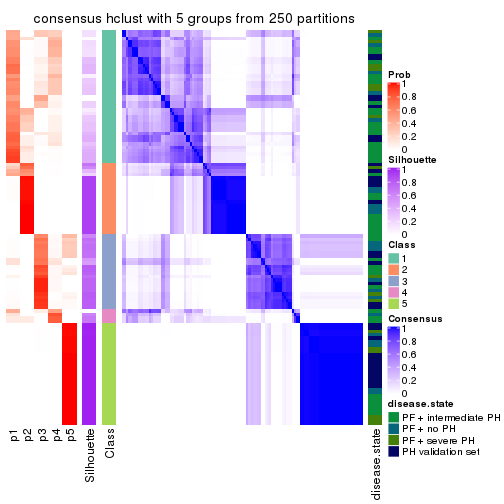 consensus hclust with 5 groups from 250 partitions
Prob
1
0.8
0.6
0.4
0.2
0
Silhouette
1
0.8
0.6
0.4
0.2
0
Class
1
2
3
4
5
Consensus
1
0.8
0.6
0.4
0.2
0
disease.state
PF + intermediate PH
PF + no PH
PF + severe PH
PH validation set
p1
p2
p3
p4
p5
Silhouette
Class
disease.state